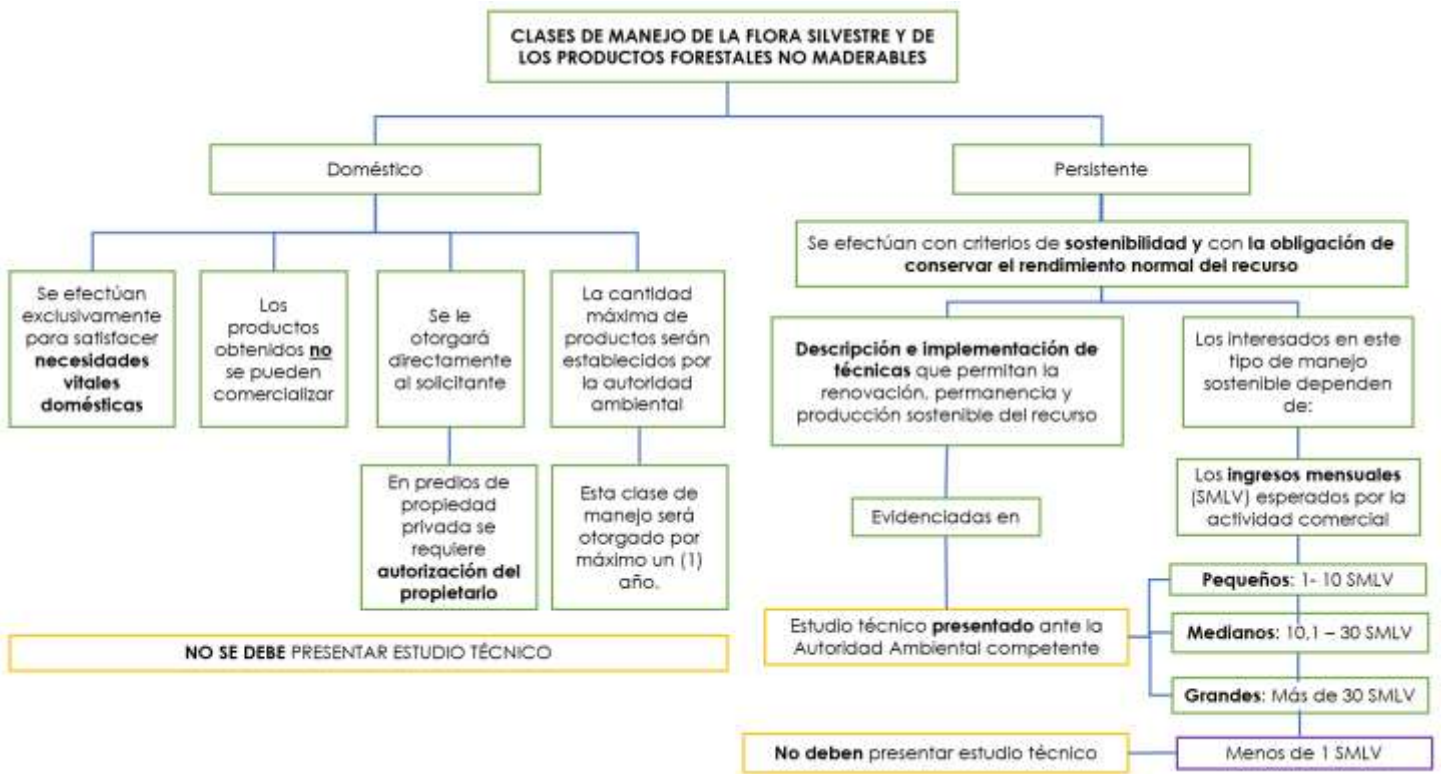 CLASES DE MANEJO DE LA FLORA SILVESTRE Y DE
LOS PRODUCTOS FORESTALES NO MADERABLES
Doméstico
Se efectúan
exclusivamente
para satisfacer
necesidades
vitales
domésticas
Los
productos
obtenidos no
se pueden
comercializar
Se le
otorgará
directamente
al solicitante
En predios de
propiedad
privada se
requiere
autorización del
propietario
La cantidad
máxima de
productos serán
establecidos por
la autoridad
ambiental
Esta clase de
manejo será
otorgado por
máximo un (1)
año.
NO SE DEBE PRESENTAR ESTUDIO TÉCNICO
Persistente
Se efectúan con criterios de sostenibilidad y con la obligación de
conservar el rendimiento normal del recurso
Descripción e implementación de
técnicas que permitan la
renovación, permanencia y
producción sostenible del recurso
Evidenciadas en
Estudio técnico presentado ante la
Autoridad Ambiental competente
Los interesados en este
tipo de manejo
sostenible dependen
de:
Los ingresos mensuales
(SMLV) esperados por la
actividad comercial
Pequeños: 1- 10 SMLV
Medianos: 10,1 – 30 SMLV
Grandes: Más de 30 SMLV
No deben presentar estudio técnico
Menos de 1 SMLV